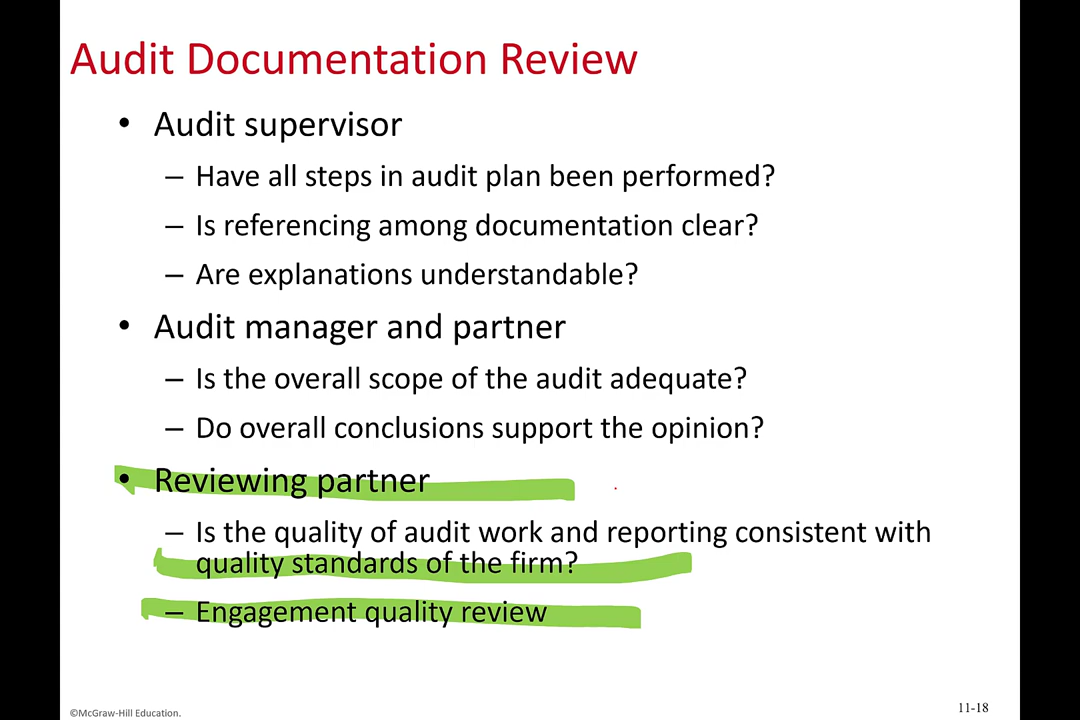 Audit Documentation Review
• Audit supervisor
– Have all steps in audit plan been performed?
– Is referencing among documentation clear?
– Are explanations understandable?
• Audit manager and partner
– Is the overall scope of the audit adequate?
– Do overall conclusions support the opinion?
• Reviewing partner
– Is the quality of audit work and reporting consistent with
quality standards of the firm?
– Engagement quality review
©McGraw-Hill Education.
11-18